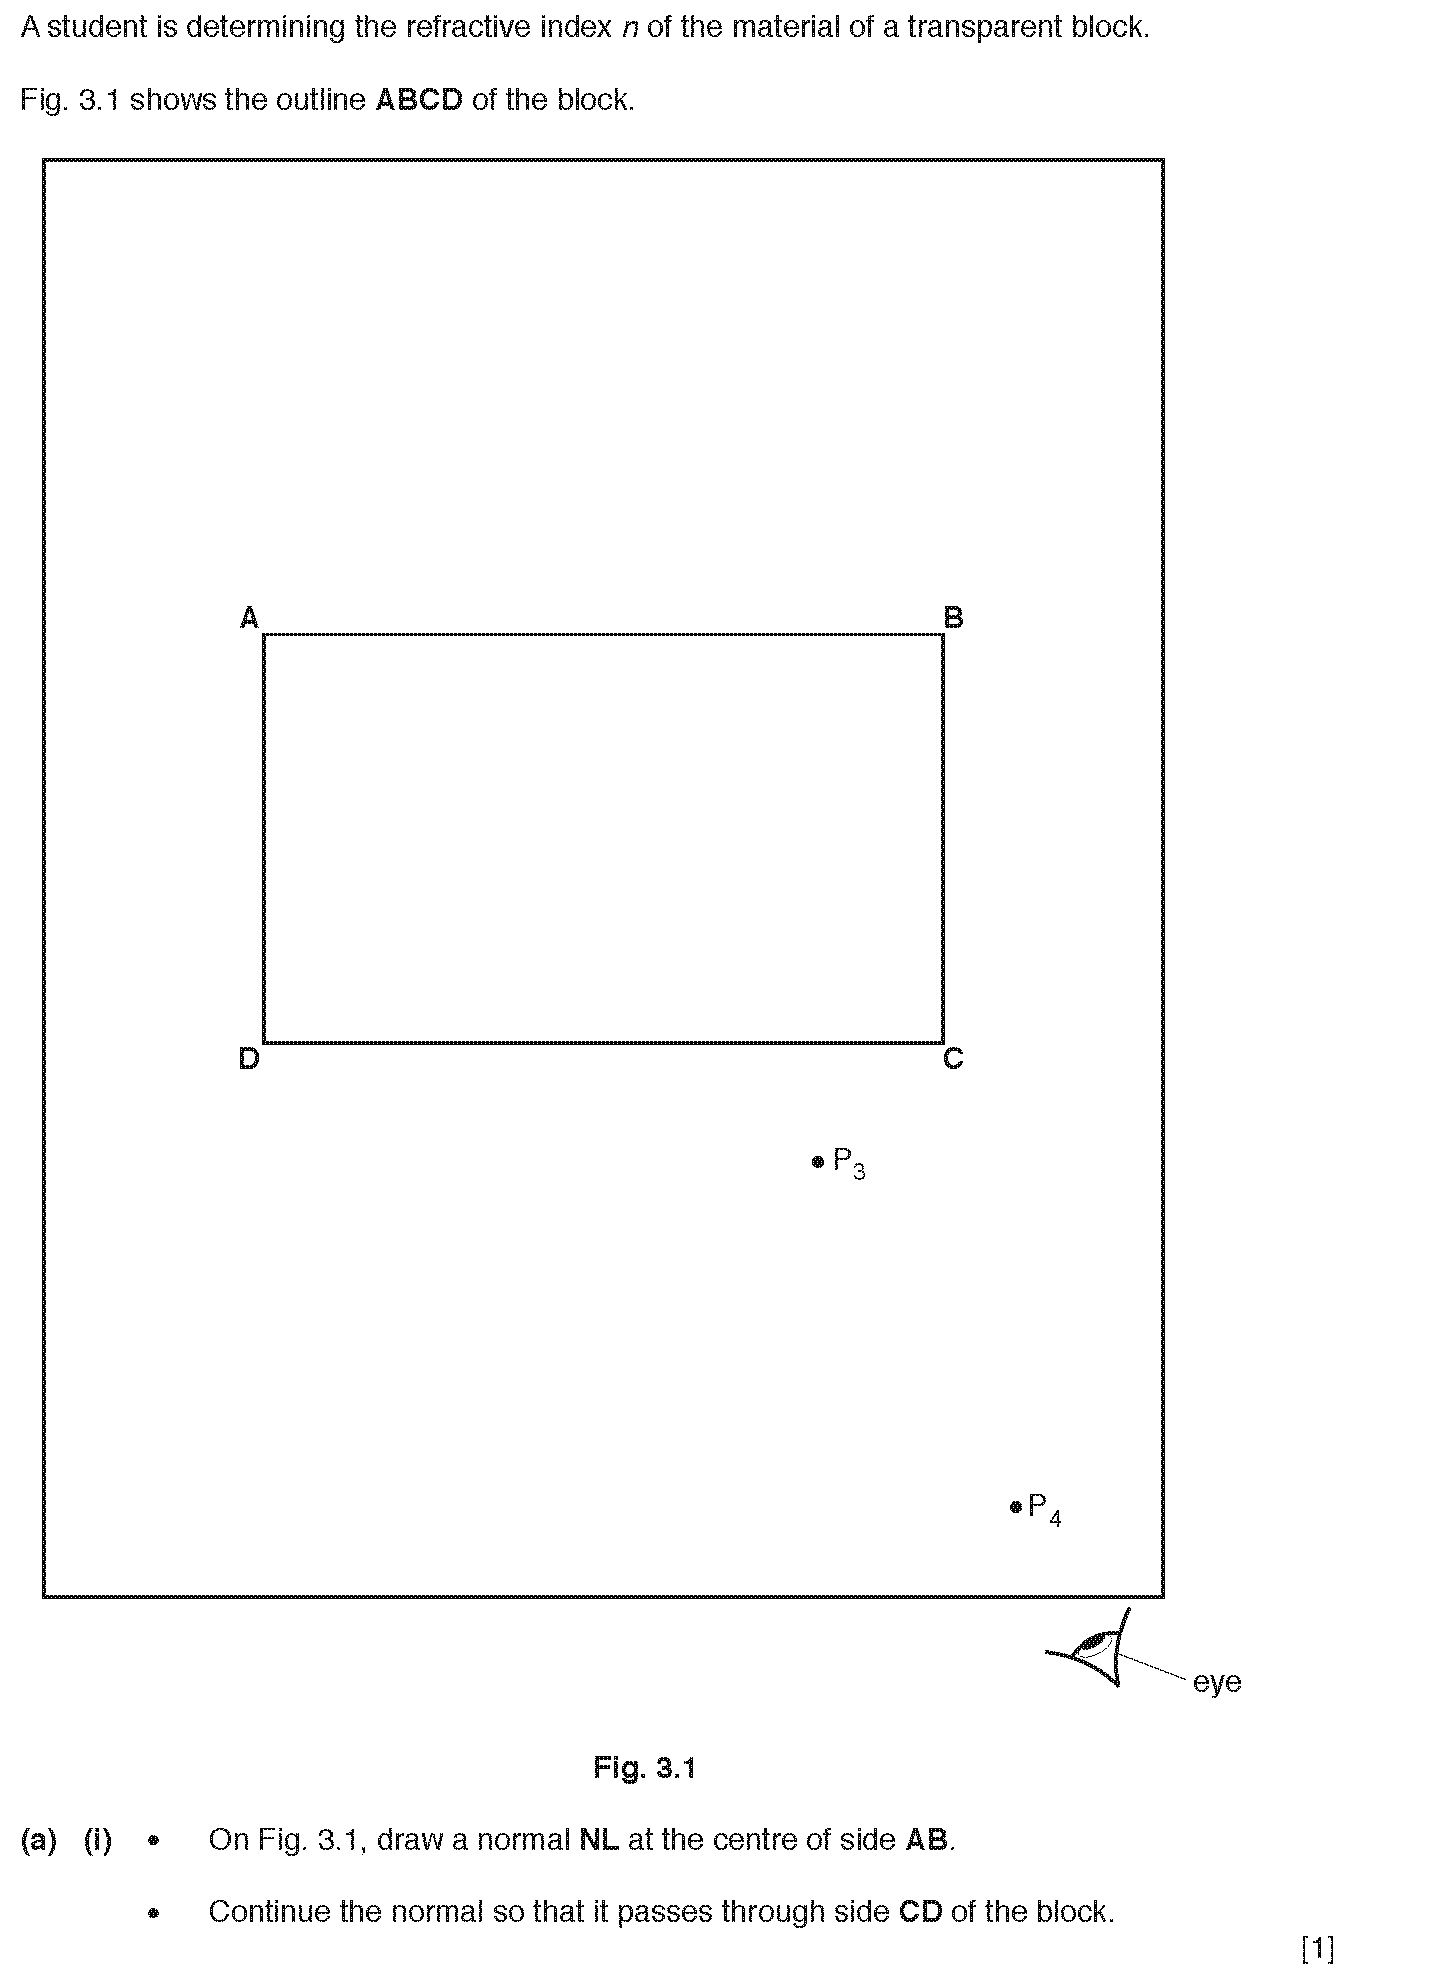 A student is determining the refractive index n of the material of a transparent block.
Fig. 3.1 shows the outline ABCD of the block.
A
B
D
C
P3
P4
eye
Fig. 3.1
(a) (i) • On Fig. 3.1, draw a normal NL at the centre of side AB.
• Continue the normal so that it passes through side CD of the block.
[1]